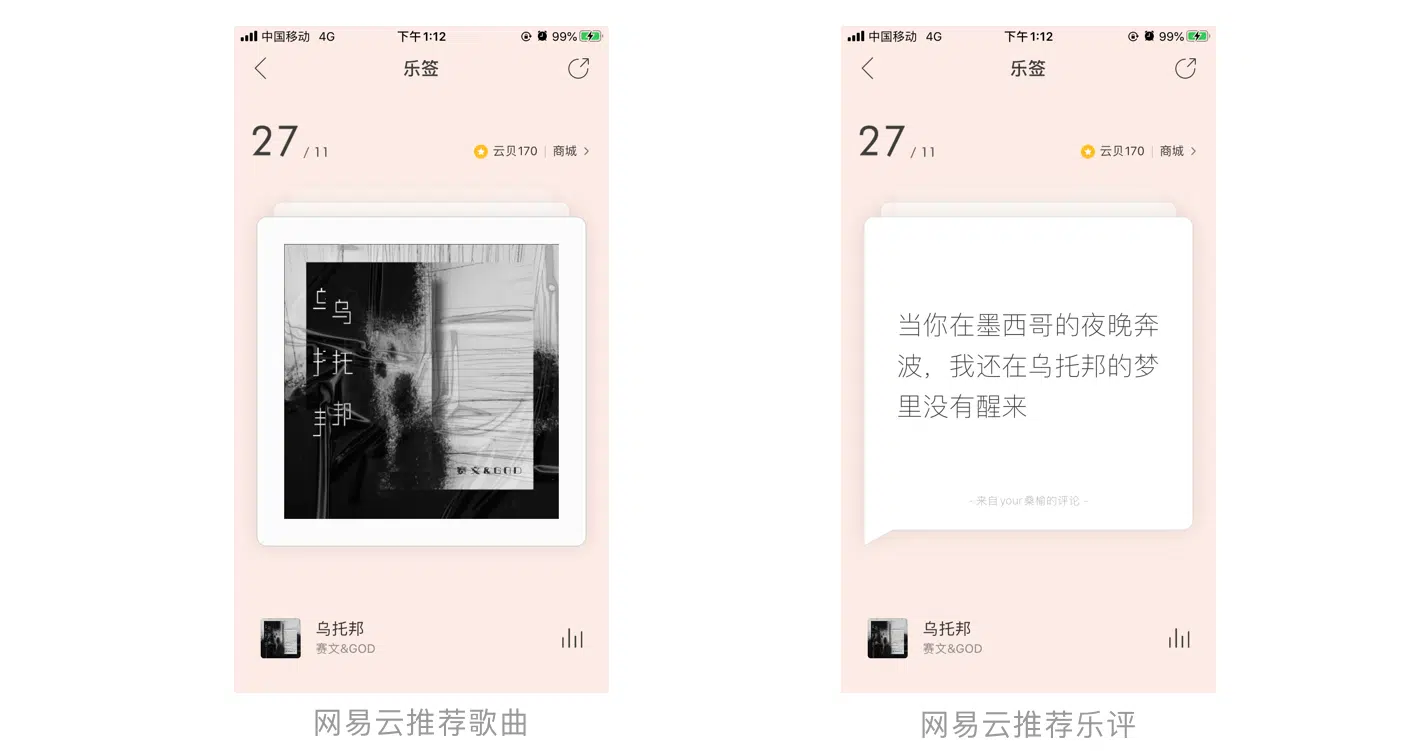 中国移动 4G 下午1:12 99%
乐签
27 / 11
云贝170 | 商城
乌托邦
赛文&GOD
乌托邦
赛文&GOD
网易云推荐歌曲
中国移动 4G 下午1:12 99%
乐签
27 / 11
云贝170 | 商城
当你在墨西哥的夜晚奔
波，我还在乌托邦的梦
里没有醒来
- 来自your桑榆的评论 -
乌托邦
赛文&GOD
网易云推荐乐评